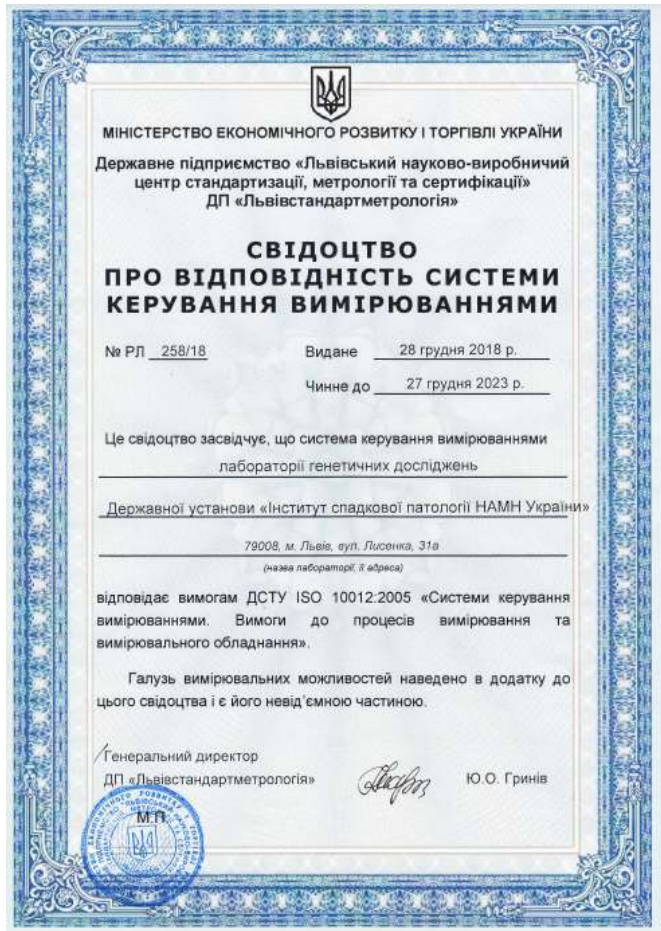 МІНІСТЕРСТВО ЕКОНОМІЧНОГО РОЗВИТКУ І ТОРГІВЛІ УКРАЇНИ
Державне підприємство «Львівський науково-виробничий
центр стандартизації, метрології та сертифікації»
ДП «Львівстандартметрологія»
СВІДОЦТВО
ПРО ВІДПОВІДНІСТЬ СИСТЕМИ
КЕРУВАННЯ ВИМІРЮВАННЯМИ
№ РЛ 258/18 Видане 28 грудня 2018 р.
Чинне до 27 грудня 2023 р.
Це свідоцтво засвідчує, що система керування вимірюваннями
лабораторії генетичних досліджень
Державної установи «Інститут спадкової патології НАМН України»
79008, м. Львів, вул. Лисенка, 31а
(назва лабораторії, її адреса)
відповідає вимогам ДСТУ ISO 10012:2005 «Системи керування
вимірюваннями. Вимоги до процесів вимірювання та
вимірювального обладнання».
Галузь вимірювальних можливостей наведено в додатку до
цього свідоцтва і є його невід'ємною частиною.
Генеральний директор
ДП «Львівстандартметрологія» Ю.О. Гринів
М.П.